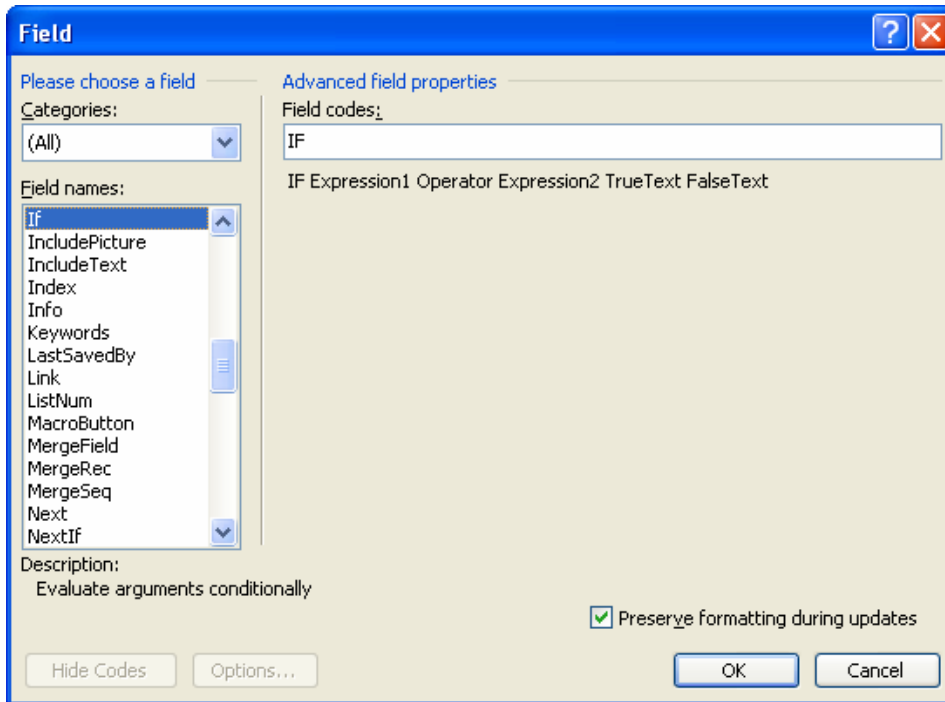 Field
Please choose a field
Categories:
(All)
Field names:
If
IncludePicture
IncludeText
Index
Info
Keywords
LastSavedBy
Link
ListNum
MacroButton
MergeField
MergeRec
MergeSeq
Next
NextIf
Description:
Evaluate arguments conditionally
Advanced field properties
Field codes:
IF
IF Expression1 Operator Expression2 TrueText FalseText
Preserve formatting during updates
Hide Codes
Options...
OK
Cancel